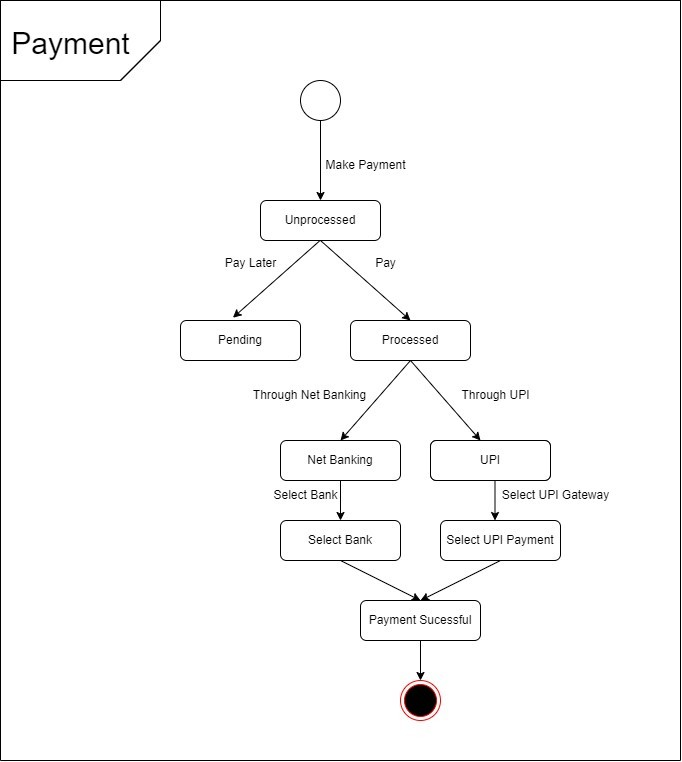 Payment
Make Payment
Unprocessed
Pay Later
Pay
Pending
Processed
Through Net Banking
Through UPI
Net Banking
UPI
Select Bank
Select UPI Gateway
Select Bank
Select UPI Payment
Payment Sucessful